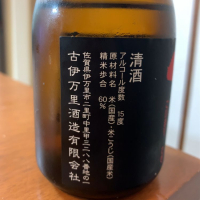 清酒
アルコール度数 15度
原材料名 米(国産)・米こうじ(国産米)
精米歩合 60%
佐賀県伊万里市二里町中里甲三二八八番地の一
古伊万里酒造有限会社